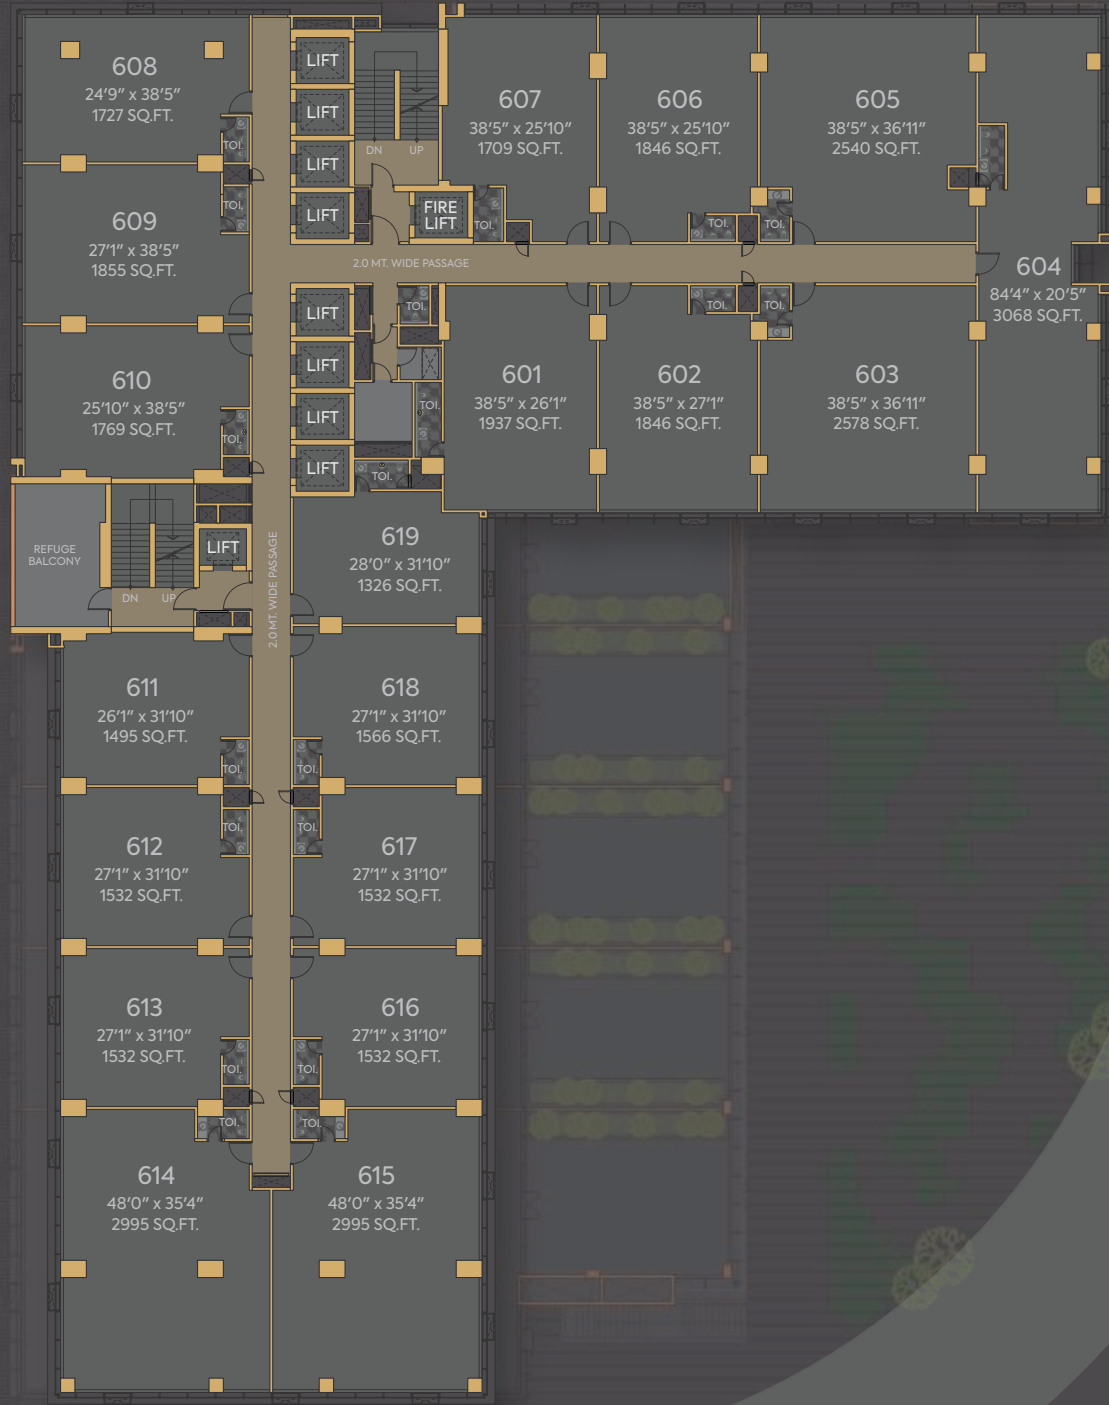 608
24'9" x 38'5"
1727 SQ.FT.
TOI.
LIFT
LIFT
LIFT
LIFT
DN
UP
FIRE
LIFT
TOI.
607
38'5" x 25'10"
1709 SQ.FT.
606
38'5" x 25'10"
1846 SQ.FT.
TOI.
TOI.
605
38'5" x 36'11"
2540 SQ.FT.
609
27'1" x 38'5"
1855 SQ.FT.
TOI.
2.0 MT. WIDE PASSAGE
604
84'4" x 20'5"
3068 SQ.FT.
LIFT
LIFT
LIFT
LIFT
TOI.
TOI.
TOI.
TOI.
TOI.
601
38'5" x 26'1"
1937 SQ.FT.
602
38'5" x 27'1"
1846 SQ.FT.
603
38'5" x 36'11"
2578 SQ.FT.
610
25'10" x 38'5"
1769 SQ.FT.
TOI.
REFUGE
BALCONY
DN
UP
LIFT
2.0 MT. WIDE PASSAGE
619
28'0" x 31'10"
1326 SQ.FT.
611
26'1" x 31'10"
1495 SQ.FT.
TOI.
618
27'1" x 31'10"
1566 SQ.FT.
TOI.
612
27'1" x 31'10"
1532 SQ.FT.
TOI.
617
27'1" x 31'10"
1532 SQ.FT.
TOI.
613
27'1" x 31'10"
1532 SQ.FT.
TOI.
616
27'1" x 31'10"
1532 SQ.FT.
TOI.
614
48'0" x 35'4"
2995 SQ.FT.
TOI.
615
48'0" x 35'4"
2995 SQ.FT.
TOI.